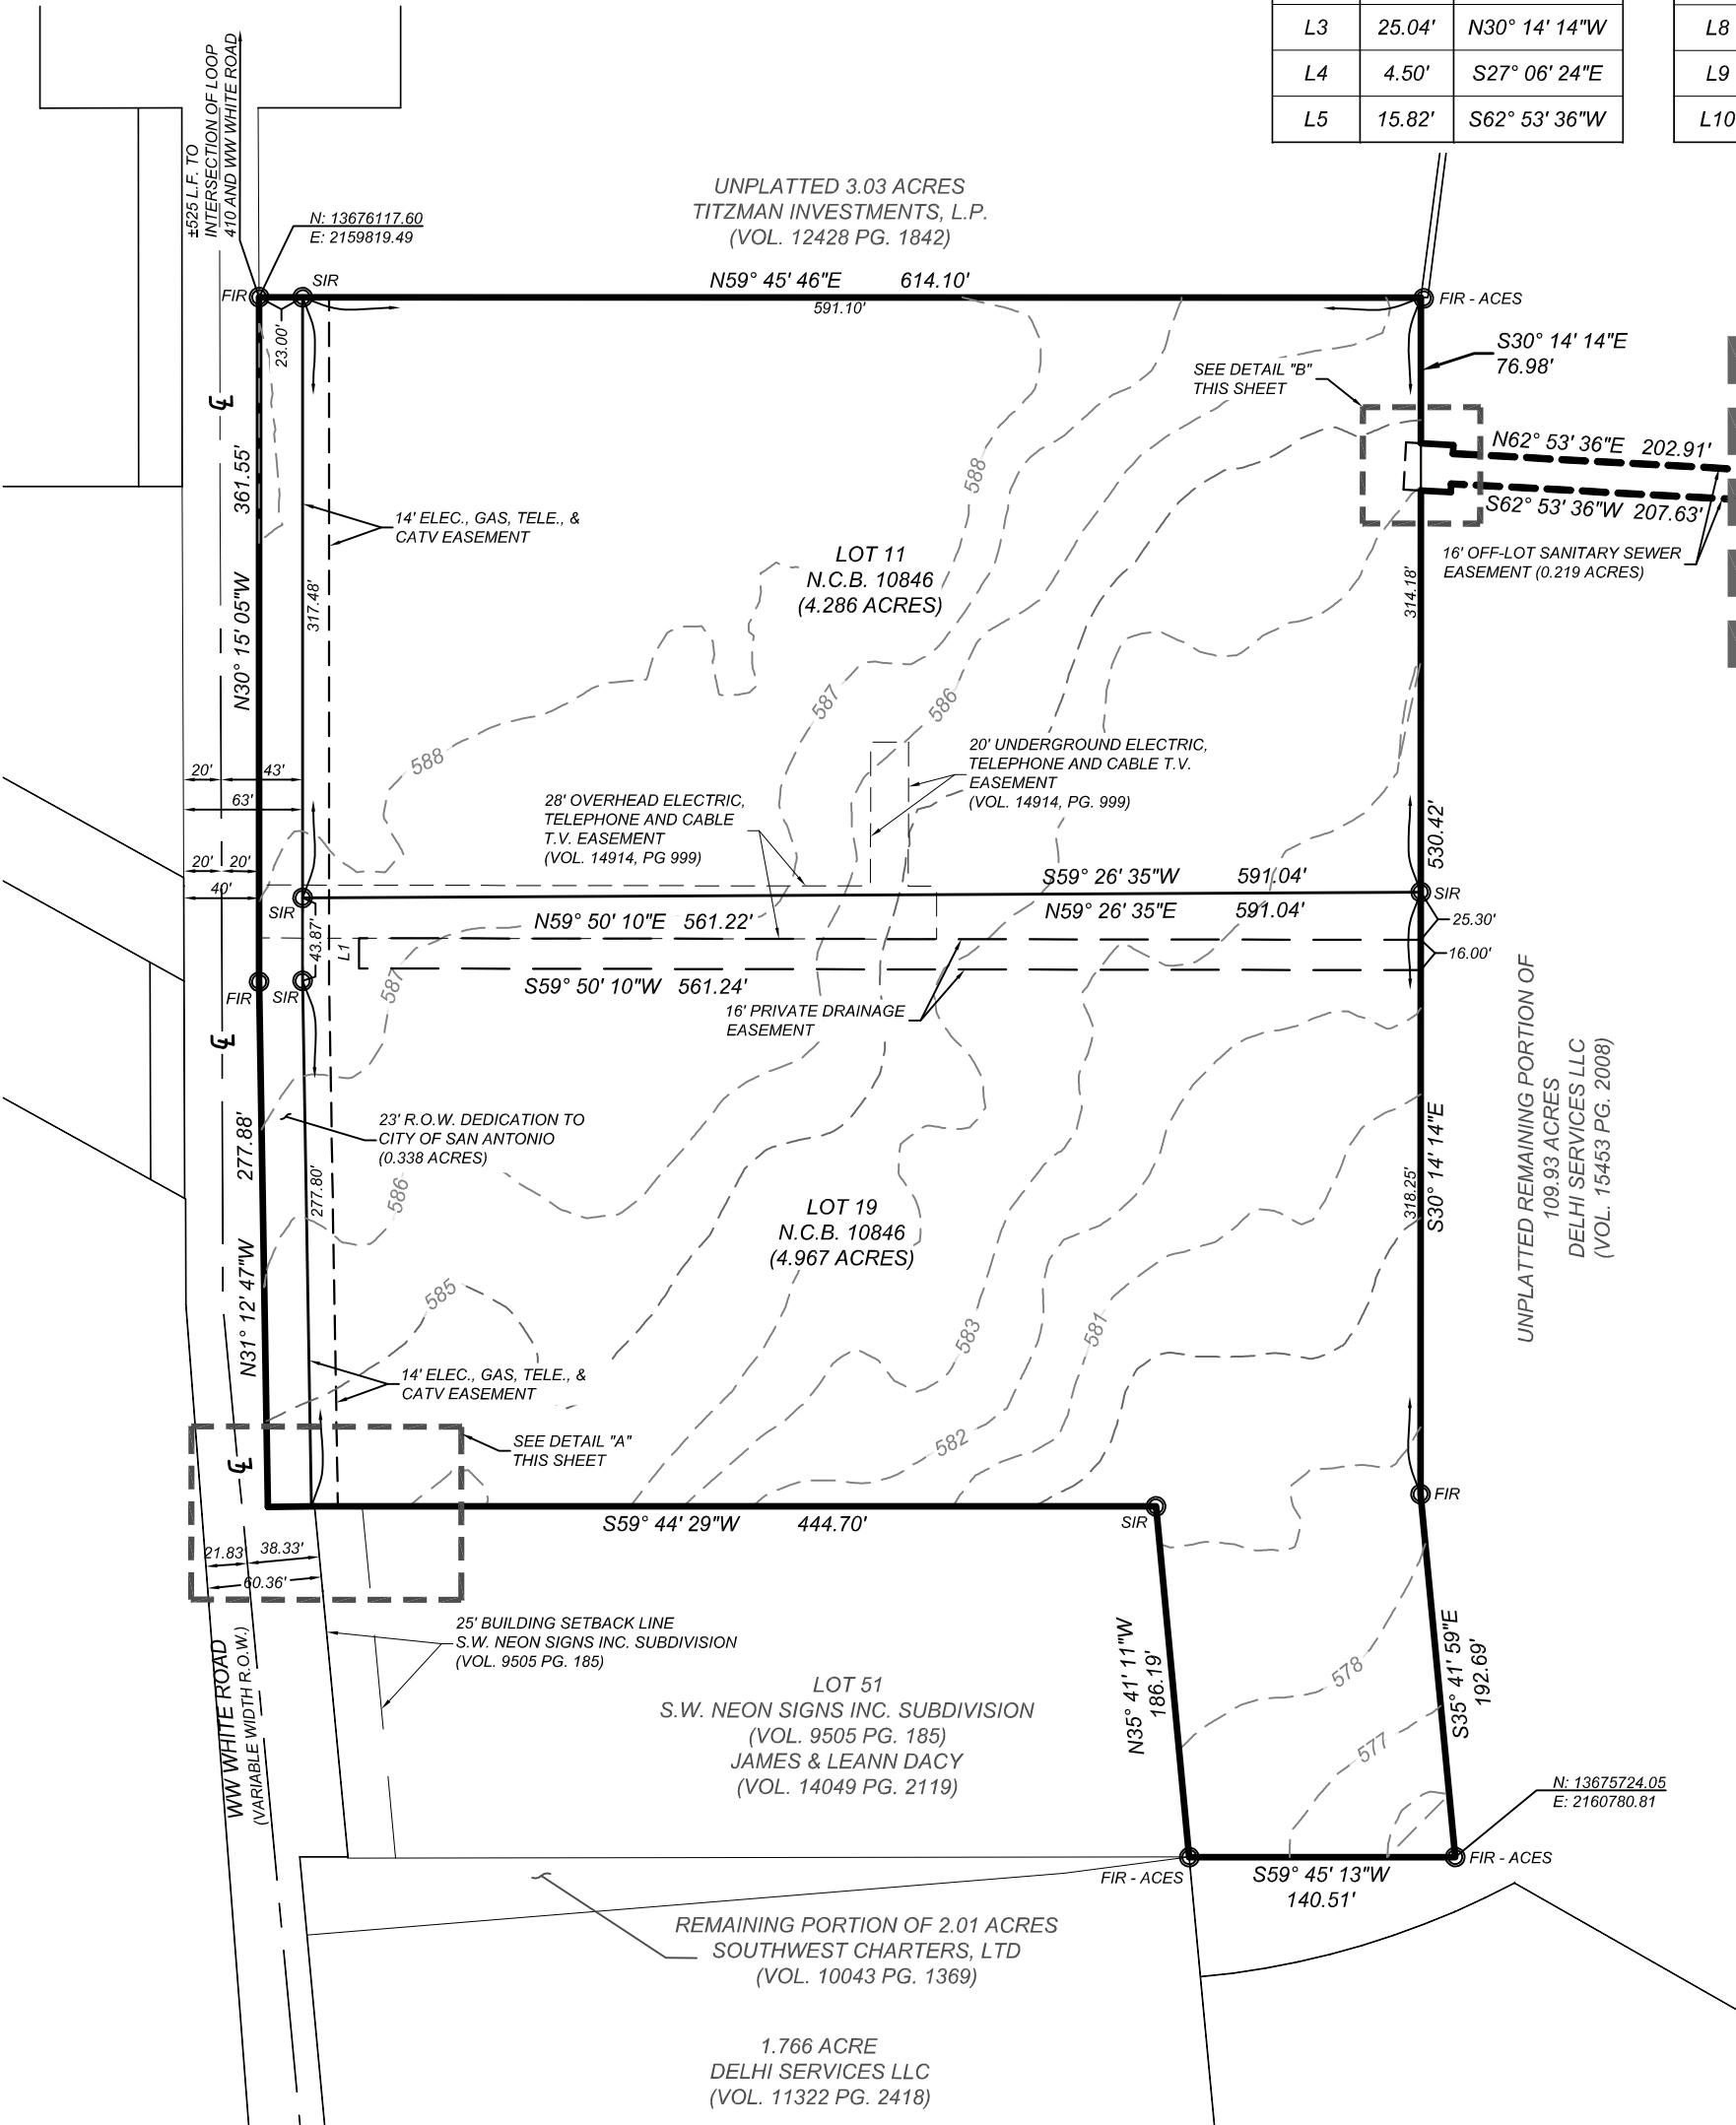 L3 25.04' N30° 14' 14"W
L4 4.50' S27° 06' 24"E
L5 15.82' S62° 53' 36"W
L8
L9
L10
±525 L.F. TO
INTERSECTION OF LOOP
410 AND WW WHITE ROAD
N: 13676117.60
E: 2159819.49
UNPLATTED 3.03 ACRES
TITZMAN INVESTMENTS, L.P.
(VOL. 12428 PG. 1842)
FIR
SIR
N59° 45' 46"E 614.10'
591.10'
FIR - ACES
23.00'
S30° 14' 14"E
76.98'
SEE DETAIL "B"
THIS SHEET
N62° 53' 36"E 202.91'
S62° 53' 36"W 207.63'
16' OFF-LOT SANITARY SEWER
EASEMENT (0.219 ACRES)
N30° 15' 05"W 361.55'
14' ELEC., GAS, TELE., &
CATV EASEMENT
317.48'
588
LOT 11
N.C.B. 10846
(4.286 ACRES)
314.18'
587
586
588
20' 43'
63'
20' 20'
40'
20' UNDERGROUND ELECTRIC,
TELEPHONE AND CABLE T.V.
EASEMENT
(VOL. 14914, PG. 999)
28' OVERHEAD ELECTRIC,
TELEPHONE AND CABLE
T.V. EASEMENT
(VOL. 14914, PG 999)
530.42'
S59° 26' 35"W 591.04'
SIR
SIR
N59° 26' 35"E 591.04'
25.30'
N59° 50' 10"E 561.22'
43.87'
L1
16.00'
587
FIR
SIR
S59° 50' 10"W 561.24'
16' PRIVATE DRAINAGE
EASEMENT
UNPLATTED REMAINING PORTION OF
109.93 ACRES
DELHI SERVICES LLC
(VOL. 15453 PG. 2008)
N31° 12' 47"W 277.88'
23' R.O.W. DEDICATION TO
CITY OF SAN ANTONIO
(0.338 ACRES)
277.80'
586
LOT 19
N.C.B. 10846
(4.967 ACRES)
318.25'
S30° 14' 14"E
585
583
581
14' ELEC., GAS, TELE., &
CATV EASEMENT
SEE DETAIL "A"
THIS SHEET
582
FIR
S59° 44' 29"W 444.70'
SIR
21.83' 38.33'
60.36'
25' BUILDING SETBACK LINE
S.W. NEON SIGNS INC. SUBDIVISION
(VOL. 9505 PG. 185)
WW WHITE ROAD
(VARIABLE WIDTH R.O.W.)
N35° 41' 11"W
186.19'
S35° 41' 59"E
192.69'
578
577
LOT 51
S.W. NEON SIGNS INC. SUBDIVISION
(VOL. 9505 PG. 185)
JAMES & LEANN DACY
(VOL. 14049 PG. 2119)
N: 13675724.05
E: 2160780.81
FIR - ACES
FIR - ACES
S59° 45' 13"W
140.51'
REMAINING PORTION OF 2.01 ACRES
SOUTHWEST CHARTERS, LTD
(VOL. 10043 PG. 1369)
1.766 ACRE
DELHI SERVICES LLC
(VOL. 11322 PG. 2418)